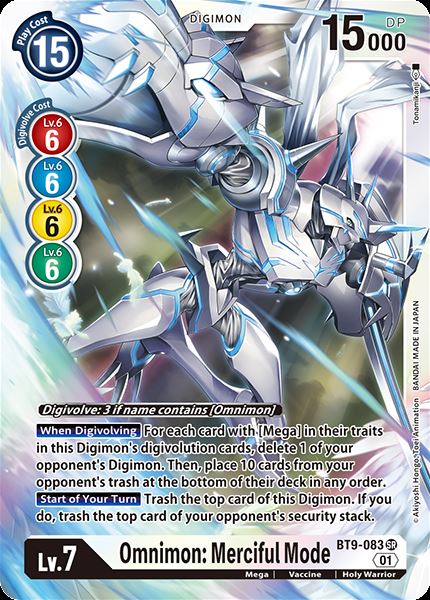 Play Cost
15
DIGIMON
DP
15000
Digivolve Cost
Lv.6
6
Lv.6
6
Lv.6
6
Lv.6
6
Tonamikanji
©Akiyoshi Hongo, Toei Animation BANDAI MADE IN JAPAN
Digivolve: 3 if name contains [Omnimon]
When Digivolving For each card with [Mega] in their traits
in this Digimon's digivolution cards, delete 1 of your
opponent's Digimon. Then, place 10 cards from your
opponent's trash at the bottom of their deck in any order.
Start of Your Turn Trash the top card of this Digimon. If you
do, trash the top card of your opponent's security stack.
Lv.7
Omnimon: Merciful Mode
BT9-083 SR
01
Mega | Vaccine | Holy Warrior